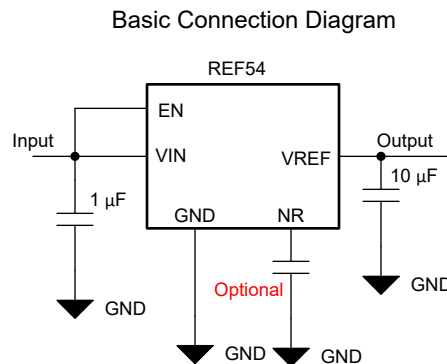 Basic Connection Diagram
REF54
EN
Input
VIN
VREF
Output
1 µF
10 µF
GND
NR
Optional
GND
GND
GND
GND